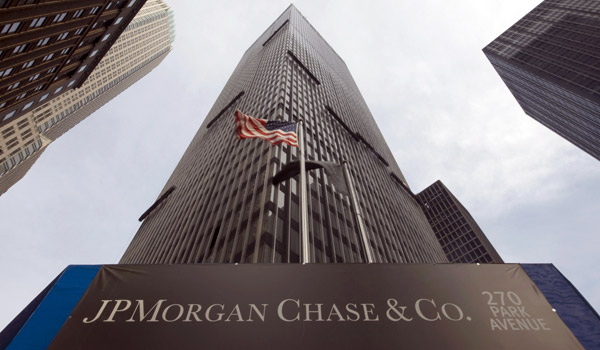 JPMORGAN CHASE & CO.
270
PARK
AVENUE